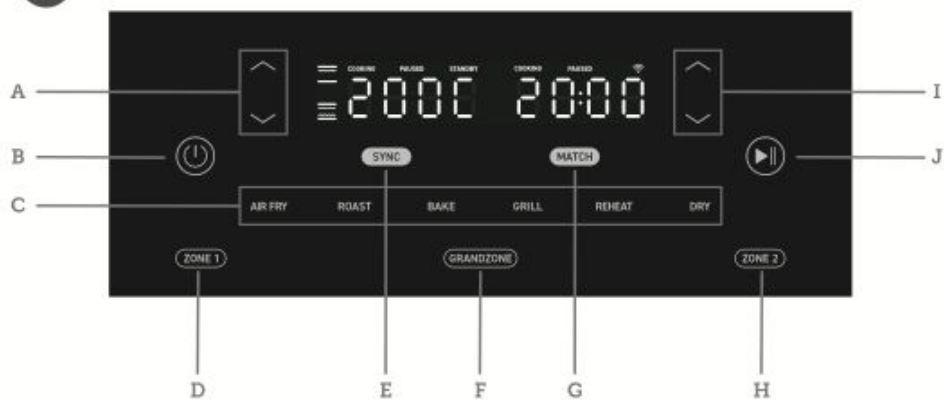 COOKING PAUSED STANDBY COOKING PAUSED
A 200C 20:00 I
B SYNC MATCH J
C AIR FRY ROAST BAKE GRILL REHEAT DRY
ZONE 1 GRANDZONE ZONE 2
D E F G H